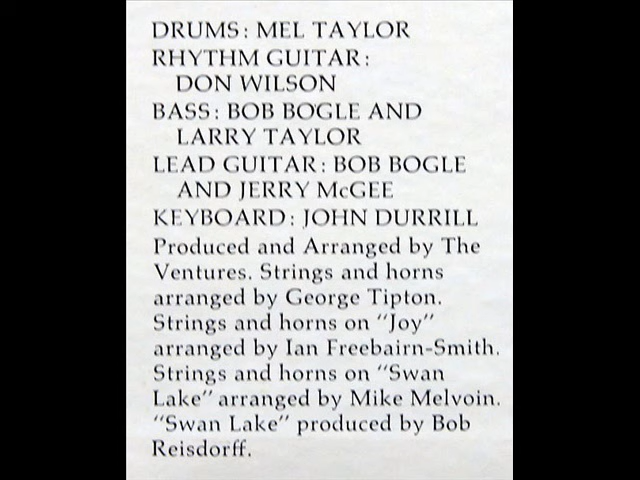 DRUMS: MEL TAYLOR
RHYTHM GUITAR:
DON WILSON
BASS: BOB BOGLE AND
LARRY TAYLOR
LEAD GUITAR: BOB BOGLE
AND JERRY McGEE
KEYBOARD: JOHN DURRILL
Produced and Arranged by The
Ventures. Strings and horns
arranged by George Tipton.
Strings and horns on "Joy"
arranged by Ian Freebairn-Smith.
Strings and horns on "Swan
Lake" arranged by Mike Melvoin.
"Swan Lake" produced by Bob
Reisdorff.